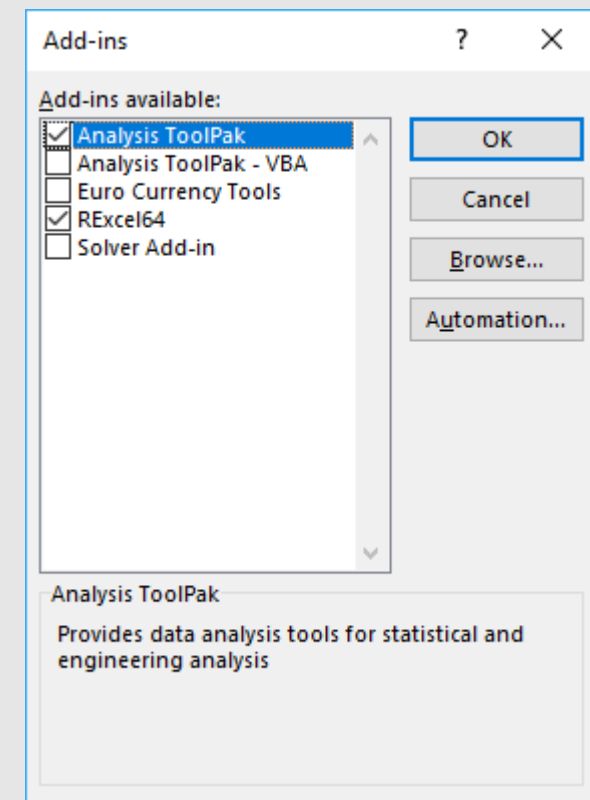 Add-ins
?
Add-ins available:
Analysis ToolPak
Analysis ToolPak - VBA
Euro Currency Tools
RExcel64
Solver Add-in
OK
Cancel
Browse...
Automation...
Analysis ToolPak
Provides data analysis tools for statistical and
engineering analysis